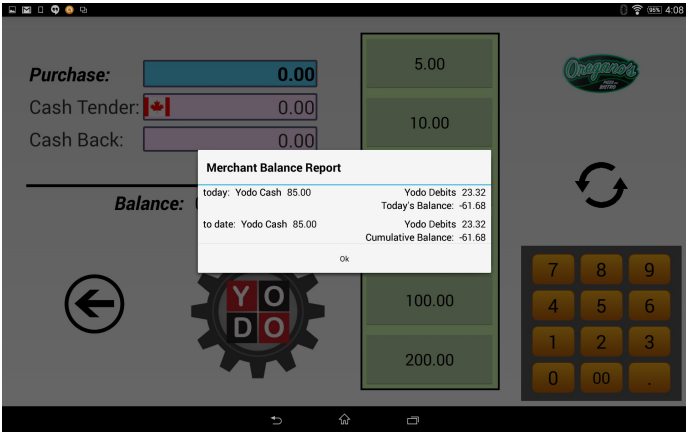 95% 4:08
Purchase: 0.00
Cash Tender: 0.00
Cash Back: 0.00
Balance:
5.00
10.00
100.00
200.00
Merchant Balance Report
today: Yodo Cash 85.00 Yodo Debits 23.32
Today's Balance: -61.68
to date: Yodo Cash 85.00 Yodo Debits 23.32
Cumulative Balance: -61.68
Ok
YO
DO
7 8 9
4 5 6
1 2 3
0 00 .